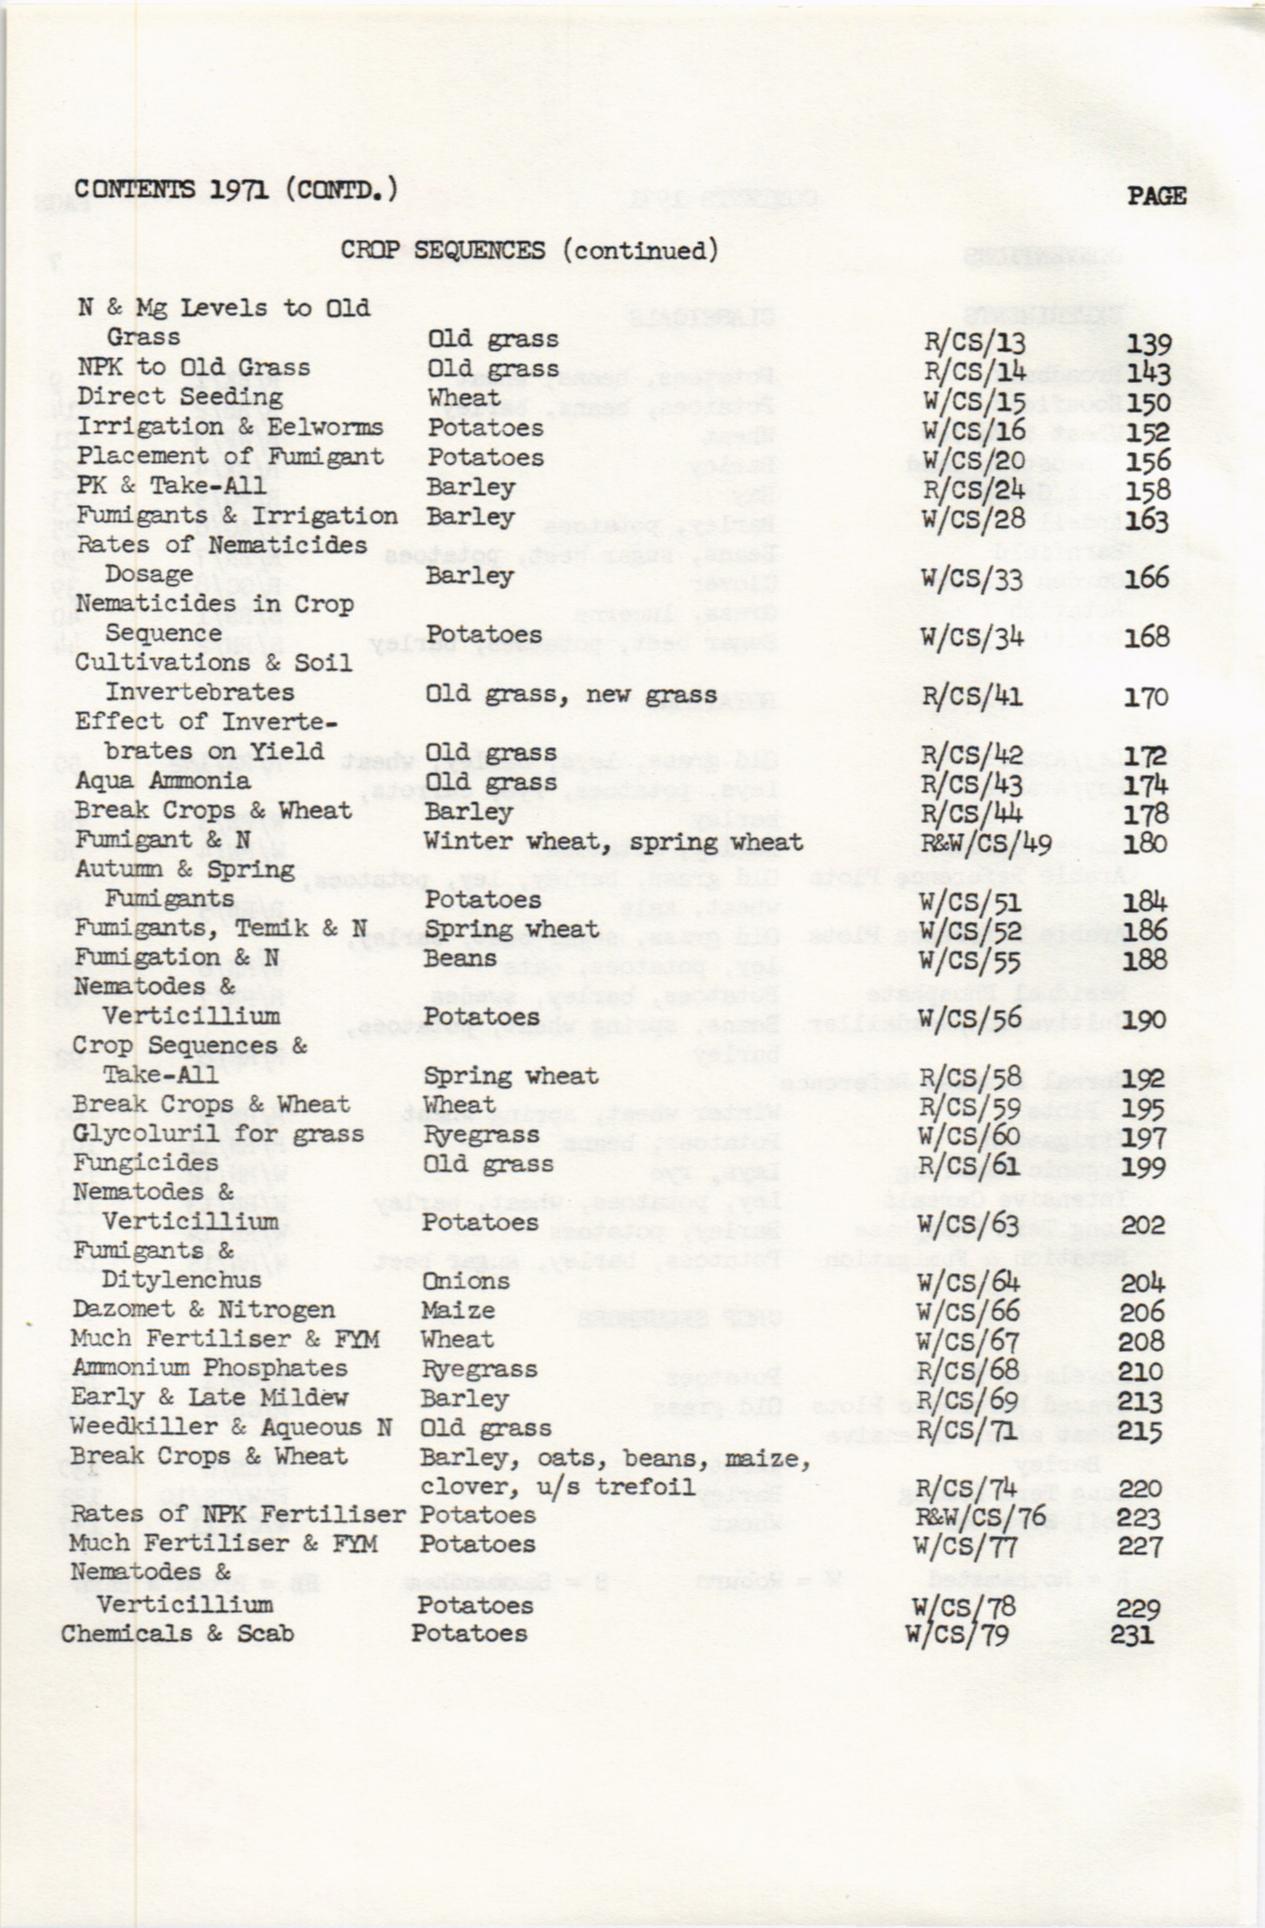 CONTENTS 1971 (CONTD.) PAGE
CROP SEQUENCES (continued)
N & Mg Levels to Old
Grass Old grass R/CS/13 139
NPK to Old Grass Old grass R/CS/14 143
Direct Seeding Wheat W/CS/15 150
Irrigation & Eelworms Potatoes W/CS/16 152
Placement of Fumigant Potatoes W/CS/20 156
PK & Take-All Barley R/CS/24 158
Fumigants & Irrigation Barley W/CS/28 163
Rates of Nematicides
Dosage Barley W/CS/33 166
Nematicides in Crop
Sequence Potatoes W/CS/34 168
Cultivations & Soil
Invertebrates Old grass, new grass R/CS/41 170
Effect of Inverte-
brates on Yield Old grass R/CS/42 172
Aqua Ammonia Old grass R/CS/43 174
Break Crops & Wheat Barley R/CS/44 178
Fumigant & N Winter wheat, spring wheat R&W/CS/49 180
Autumn & Spring
Fumigants Potatoes W/CS/51 184
Fumigants, Temik & N Spring wheat W/CS/52 186
Fumigation & N Beans W/CS/55 188
Nematodes &
Verticillium Potatoes W/CS/56 190
Crop Sequences &
Take-All Spring wheat R/CS/58 192
Break Crops & Wheat Wheat R/CS/59 195
Glycoluril for grass Ryegrass W/CS/60 197
Fungicides Old grass R/CS/61 199
Nematodes &
Verticillium Potatoes W/CS/63 202
Fumigants &
Ditylenchus Onions W/CS/64 204
Dazomet & Nitrogen Maize W/CS/66 206
Much Fertiliser & FYM Wheat W/CS/67 208
Ammonium Phosphates Ryegrass R/CS/68 210
Early & Late Mildew Barley R/CS/69 213
Weedkiller & Aqueous N Old grass R/CS/71 215
Break Crops & Wheat Barley, oats, beans, maize,
clover, u/s trefoil R/CS/74 220
Rates of NPK Fertiliser Potatoes R&W/CS/76 223
Much Fertiliser & FYM Potatoes W/CS/77 227
Nematodes &
Verticillium Potatoes W/CS/78 229
Chemicals & Scab Potatoes W/CS/79 231